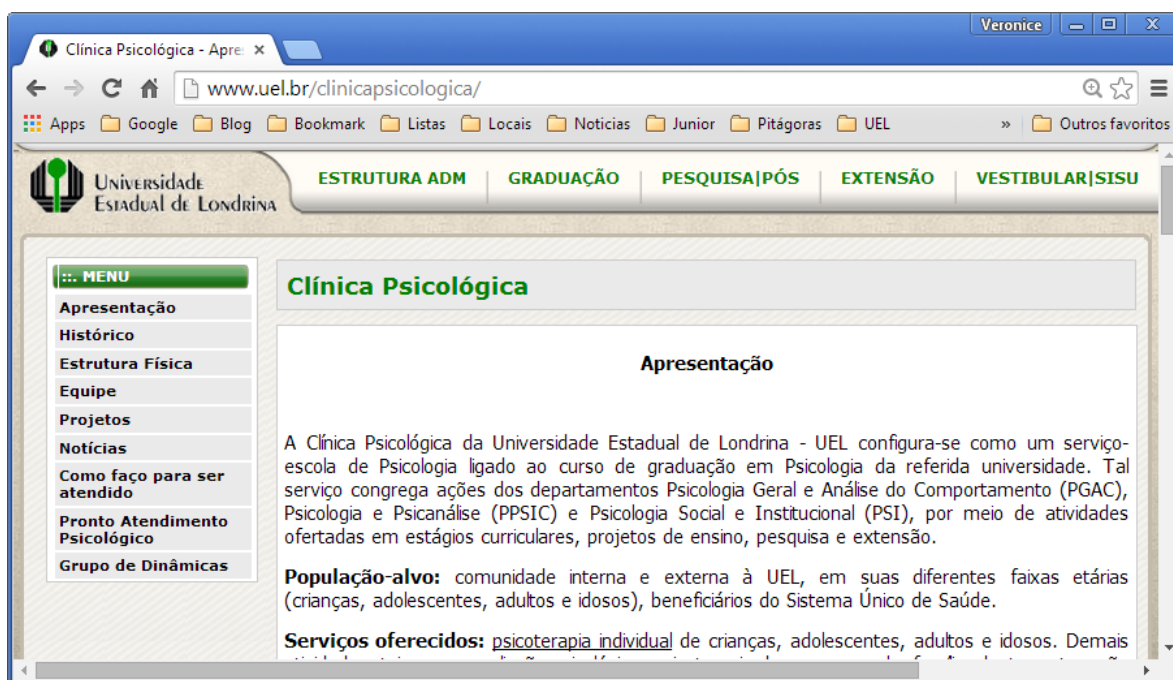 Veronice
Clínica Psicológica - Apre
www.uel.br/clinicapsicologica/
Apps Google Blog Bookmark Listas Locais Noticias Junior Pitágoras UEL » Outros favoritos
Universidade
Estadual de Londrina
ESTRUTURA ADM GRADUAÇÃO PESQUISA|PÓS EXTENSÃO VESTIBULAR|SISU
::. MENU
Apresentação
Histórico
Estrutura Física
Equipe
Projetos
Notícias
Como faço para ser
atendido
Pronto Atendimento
Psicológico
Grupo de Dinâmicas
Clínica Psicológica
Apresentação
A Clínica Psicológica da Universidade Estadual de Londrina - UEL configura-se como um serviço-
escola de Psicologia ligado ao curso de graduação em Psicologia da referida universidade. Tal
serviço congrega ações dos departamentos Psicologia Geral e Análise do Comportamento (PGAC),
Psicologia e Psicanálise (PPSIC) e Psicologia Social e Institucional (PSI), por meio de atividades
ofertadas em estágios curriculares, projetos de ensino, pesquisa e extensão.
População-alvo: comunidade interna e externa à UEL, em suas diferentes faixas etárias
(crianças, adolescentes, adultos e idosos), beneficiários do Sistema Único de Saúde.
Serviços oferecidos: psicoterapia individual de crianças, adolescentes, adultos e idosos. Demais